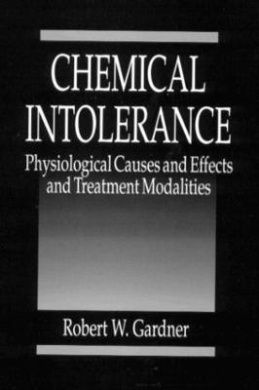 CHEMICAL
INTOLERANCE
Physiological Causes and Effects
and Treatment Modalities
Robert W. Gardner